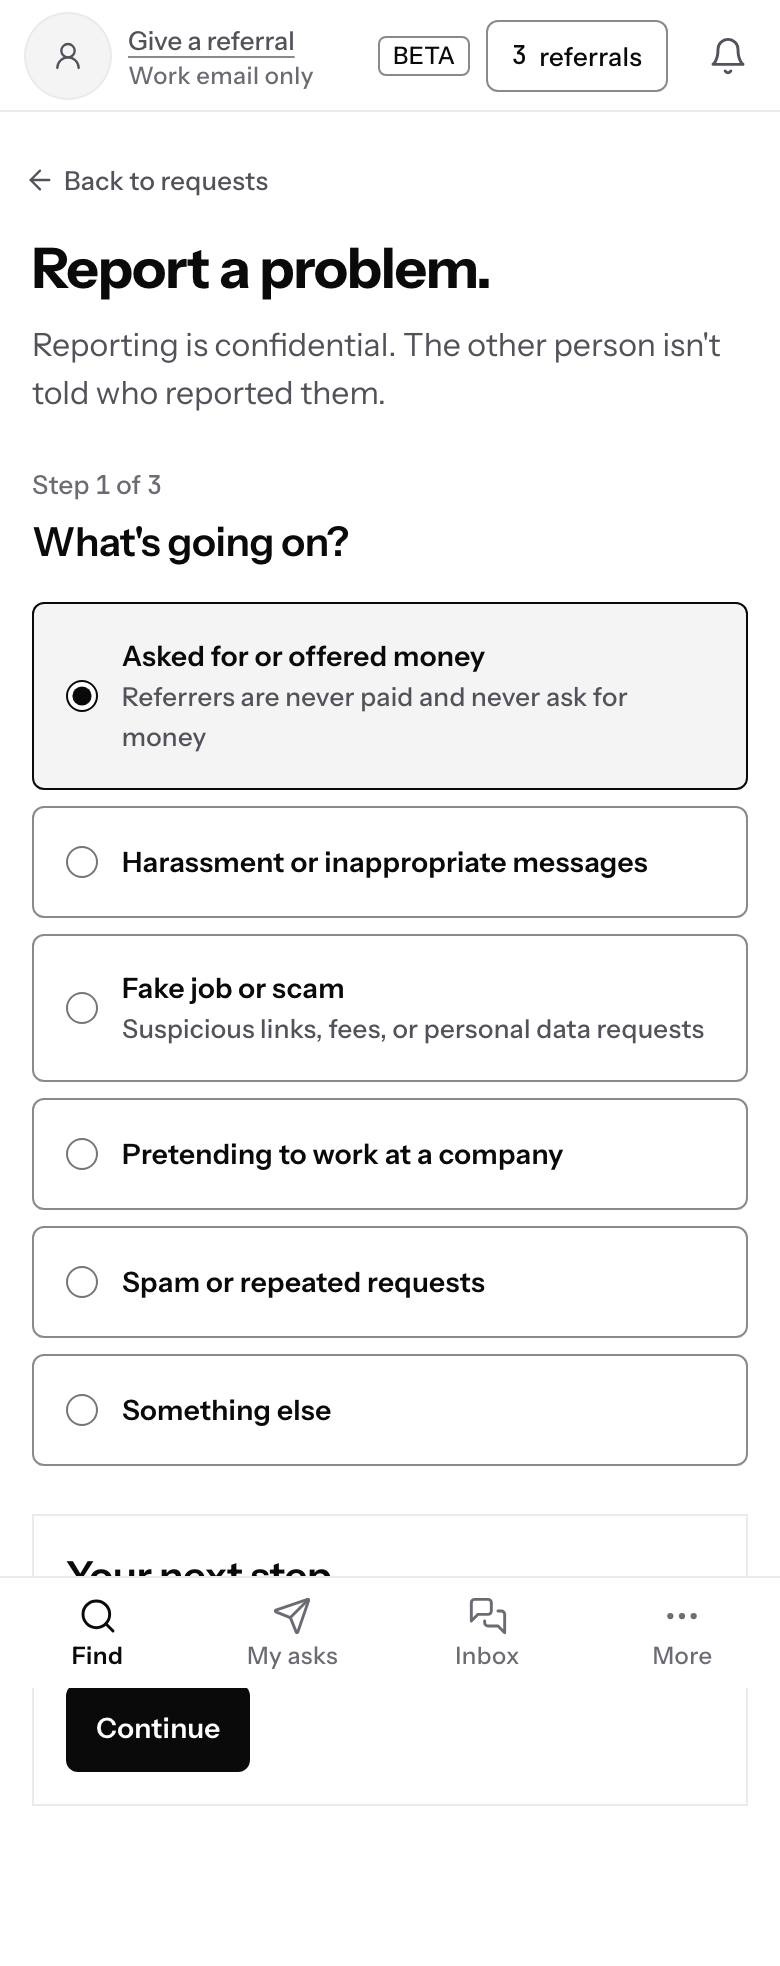 Give a referral
Work email only
BETA
3 referrals
Back to requests
Report a problem.
Reporting is confidential. The other person isn't
told who reported them.
Step 1 of 3
What's going on?
Asked for or offered money
Referrers are never paid and never ask for
money
Harassment or inappropriate messages
Fake job or scam
Suspicious links, fees, or personal data requests
Pretending to work at a company
Spam or repeated requests
Something else
Your next step
Find
My asks
Inbox
More
Continue